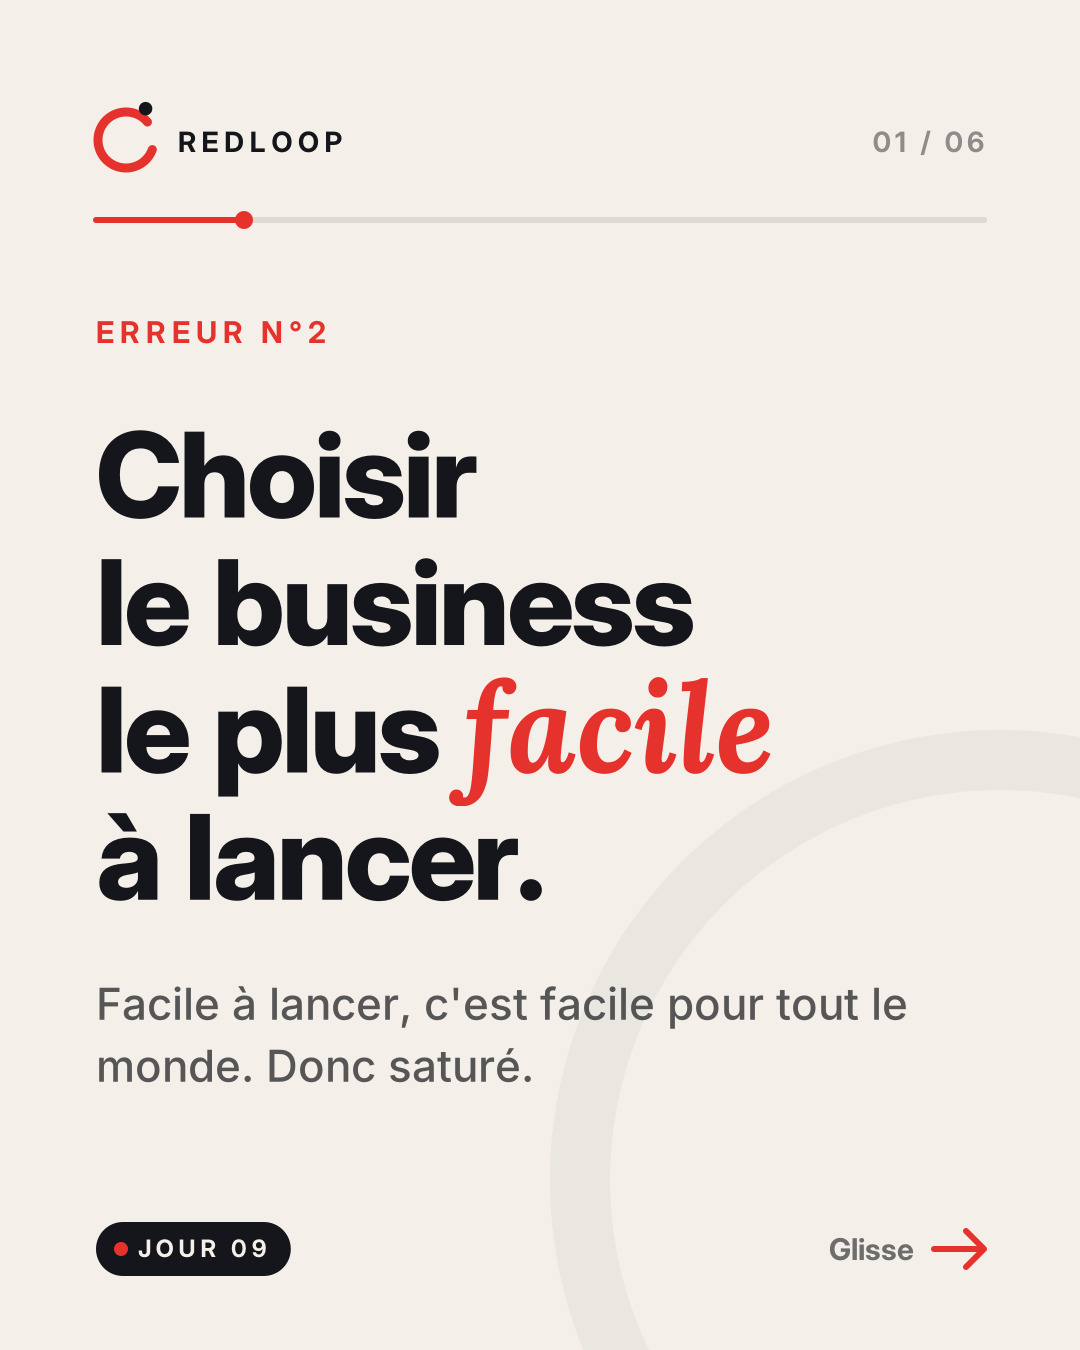 REDLOOP
01 / 06
ERREUR N°2
Choisir
le business
le plus facile
à lancer.
Facile à lancer, c'est facile pour tout le
monde. Donc saturé.
JOUR 09
Glisse